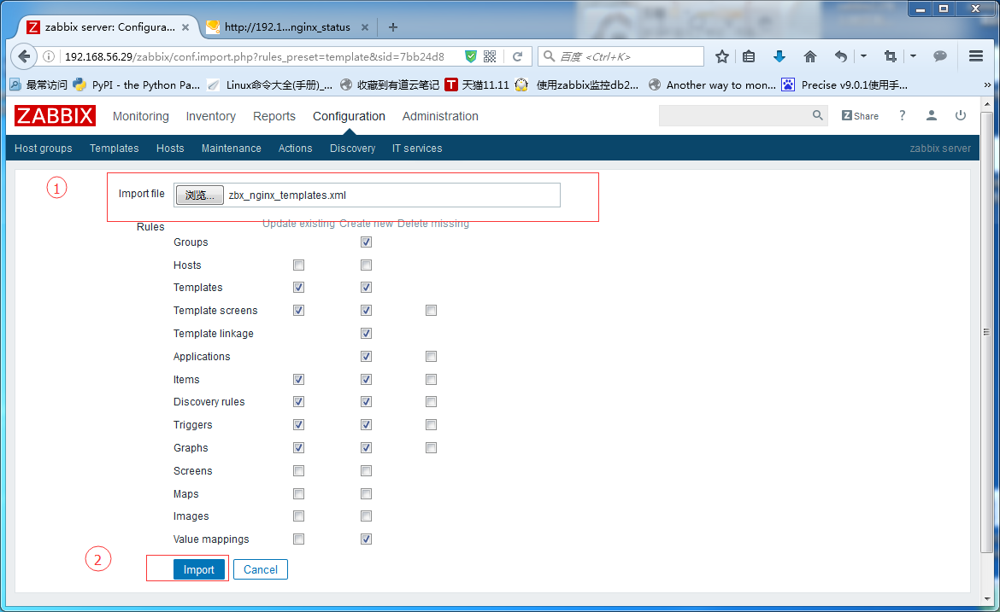 zabbix server: Configura...
http://192.1...nginx_status
192.168.56.29/zabbix/conf.import.php?rules_preset=template&sid=7bb24d8
百度 <Ctrl+K>
最常访问 PyPI - the Python Pa... Linux命令大全(手册)_... 收藏到有道云笔记 T 天猫11.11 使用zabbix监控db2... Another way to mon... Precise v9.0.1使用手... »
ZABBIX Monitoring Inventory Reports Configuration Administration Z Share ?
Host groups Templates Hosts Maintenance Actions Discovery IT services zabbix server
1 Import file 浏览... zbx_nginx_templates.xml
Rules Update existing Create new Delete missing
Groups
Hosts
Templates
Template screens
Template linkage
Applications
Items
Discovery rules
Triggers
Graphs
Screens
Maps
Images
Value mappings
2 Import Cancel